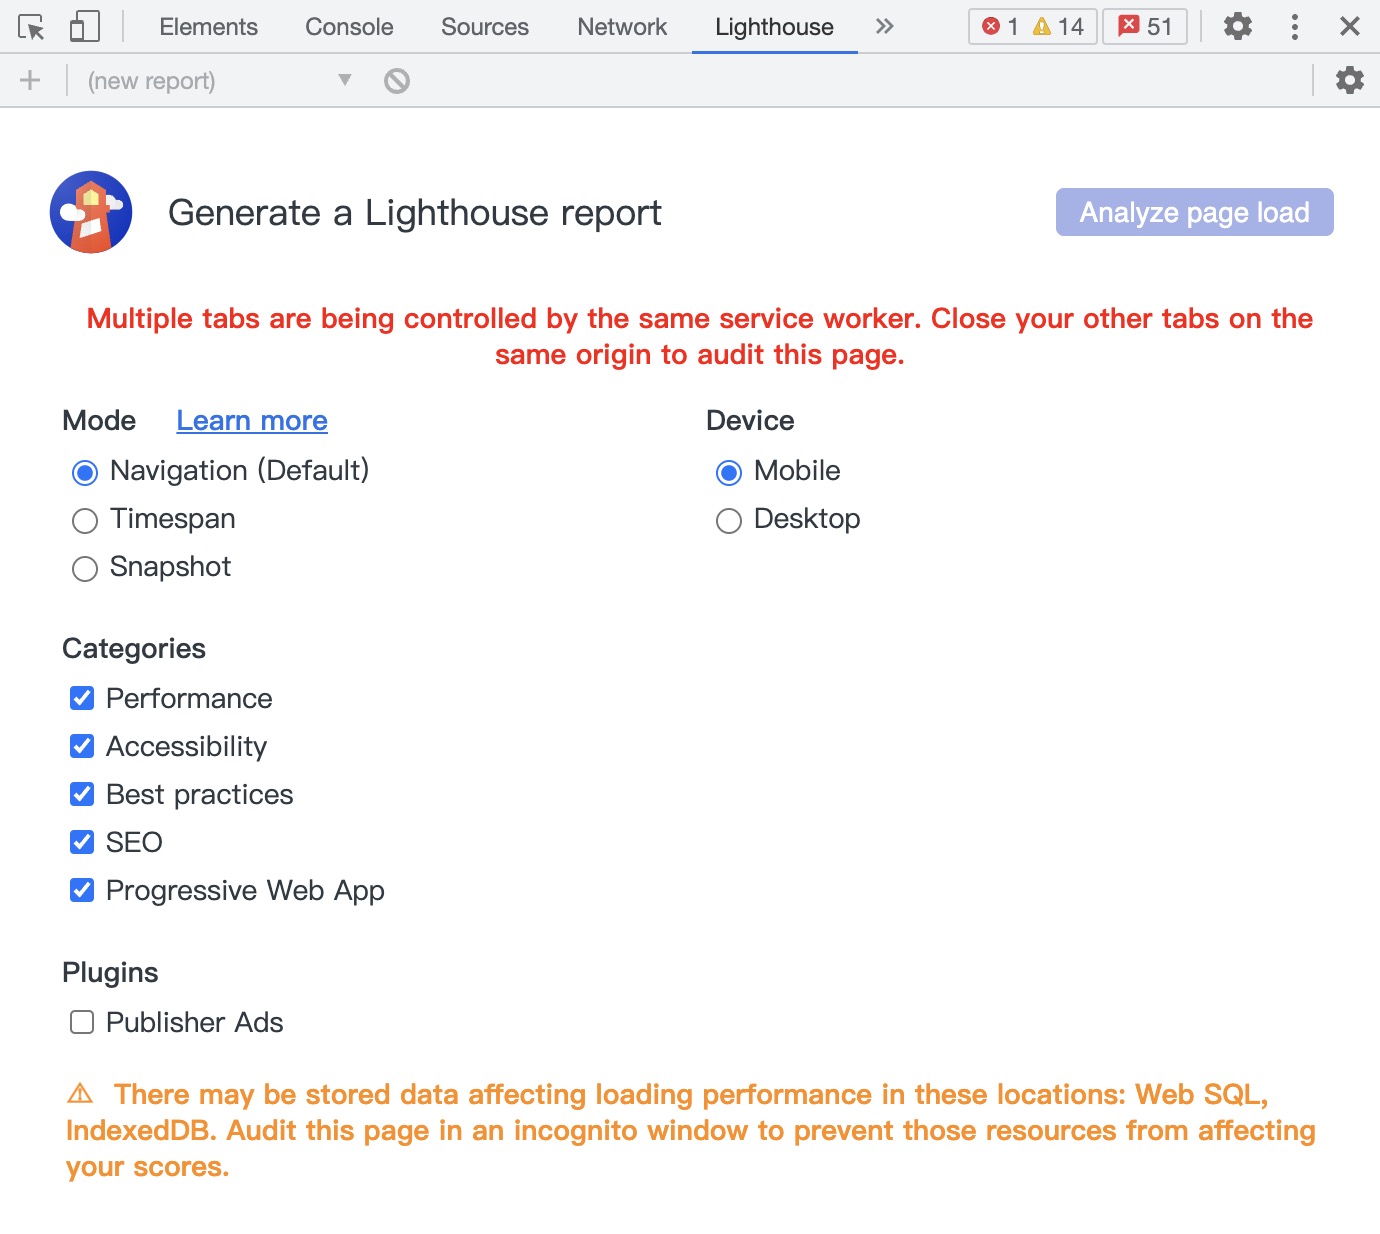 Elements Console Sources Network Lighthouse 1 14 51
(new report)
Generate a Lighthouse report Analyze page load
Multiple tabs are being controlled by the same service worker. Close your other tabs on the
same origin to audit this page.
Mode Learn more Device
Navigation (Default) Mobile
Timespan Desktop
Snapshot
Categories
Performance
Accessibility
Best practices
SEO
Progressive Web App
Plugins
Publisher Ads
There may be stored data affecting loading performance in these locations: Web SQL,
IndexedDB. Audit this page in an incognito window to prevent those resources from affecting
your scores.